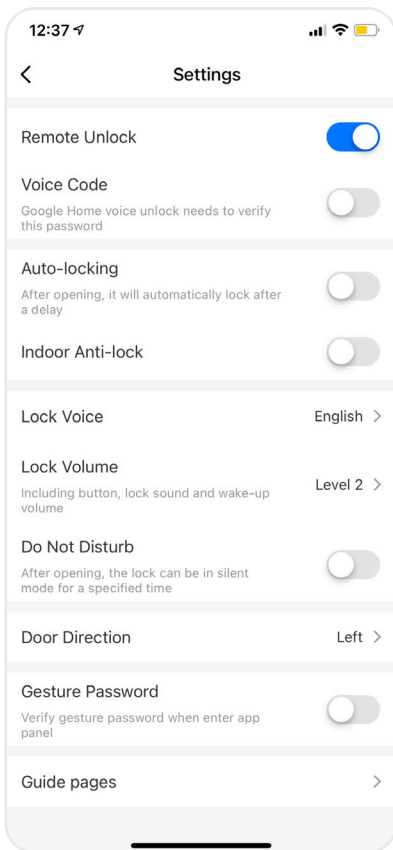 12:37
Settings
Remote Unlock
Voice Code
Google Home voice unlock needs to verify
this password
Auto-locking
After opening, it will automatically lock after
a delay
Indoor Anti-lock
Lock Voice English
Lock Volume
Including button, lock sound and wake-up
volume
Level 2
Do Not Disturb
After opening, the lock can be in silent
mode for a specified time
Door Direction Left
Gesture Password
Verify gesture password when enter app
panel
Guide pages